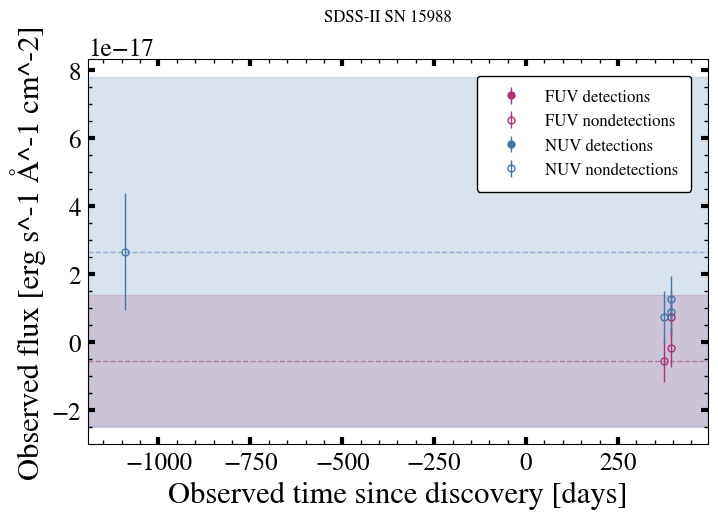 SDSS-II SN 15988
1e−17
8
6
4
2
0
−2
−1000
−750
−500
−250
0
250
Observed time since discovery [days]
Observed flux [erg s^-1 Å^-1 cm^-2]
FUV detections
FUV nondetections
NUV detections
NUV nondetections